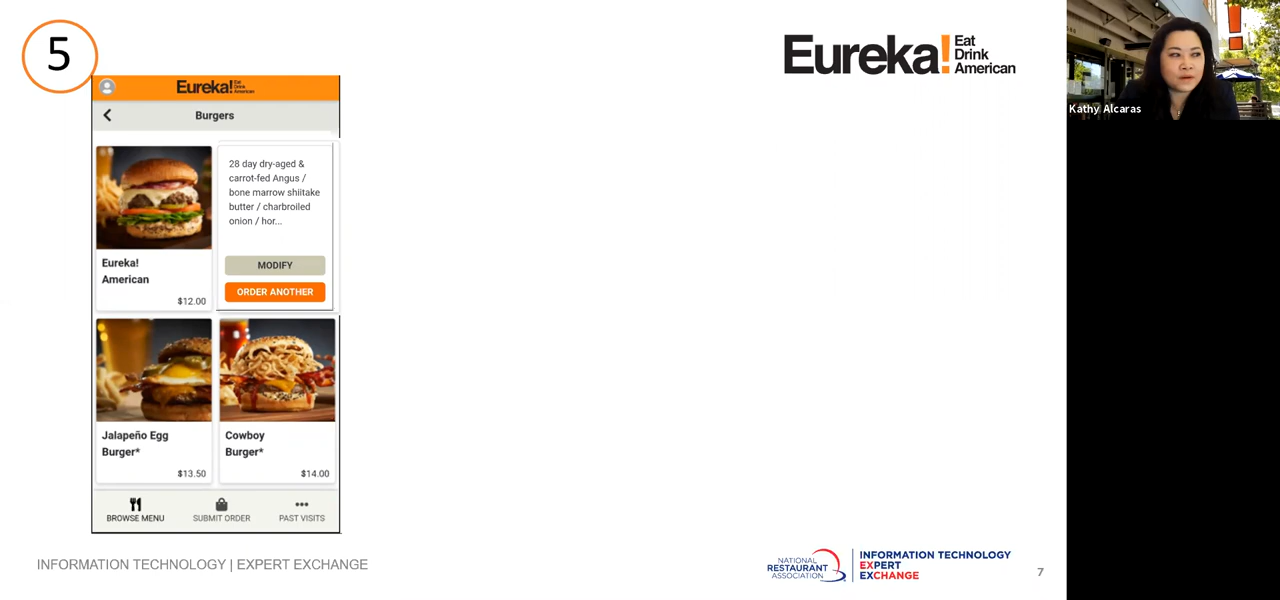 5
Eureka! Eat
Drink
American
Eureka! Eat
Drink
American
Burgers
28 day dry-aged &
carrot-fed Angus /
bone marrow shiitake
butter / charbroiled
onion / hor...
MODIFY
ORDER ANOTHER
Eureka!
American
$12.00
Jalapeño Egg
Burger*
$13.50
Cowboy
Burger*
$14.00
BROWSE MENU
SUBMIT ORDER
PAST VISITS
INFORMATION TECHNOLOGY | EXPERT EXCHANGE
NATIONAL
RESTAURANT
ASSOCIATION
INFORMATION TECHNOLOGY
EXPERT
EXCHANGE
7
Kathy Alcaras